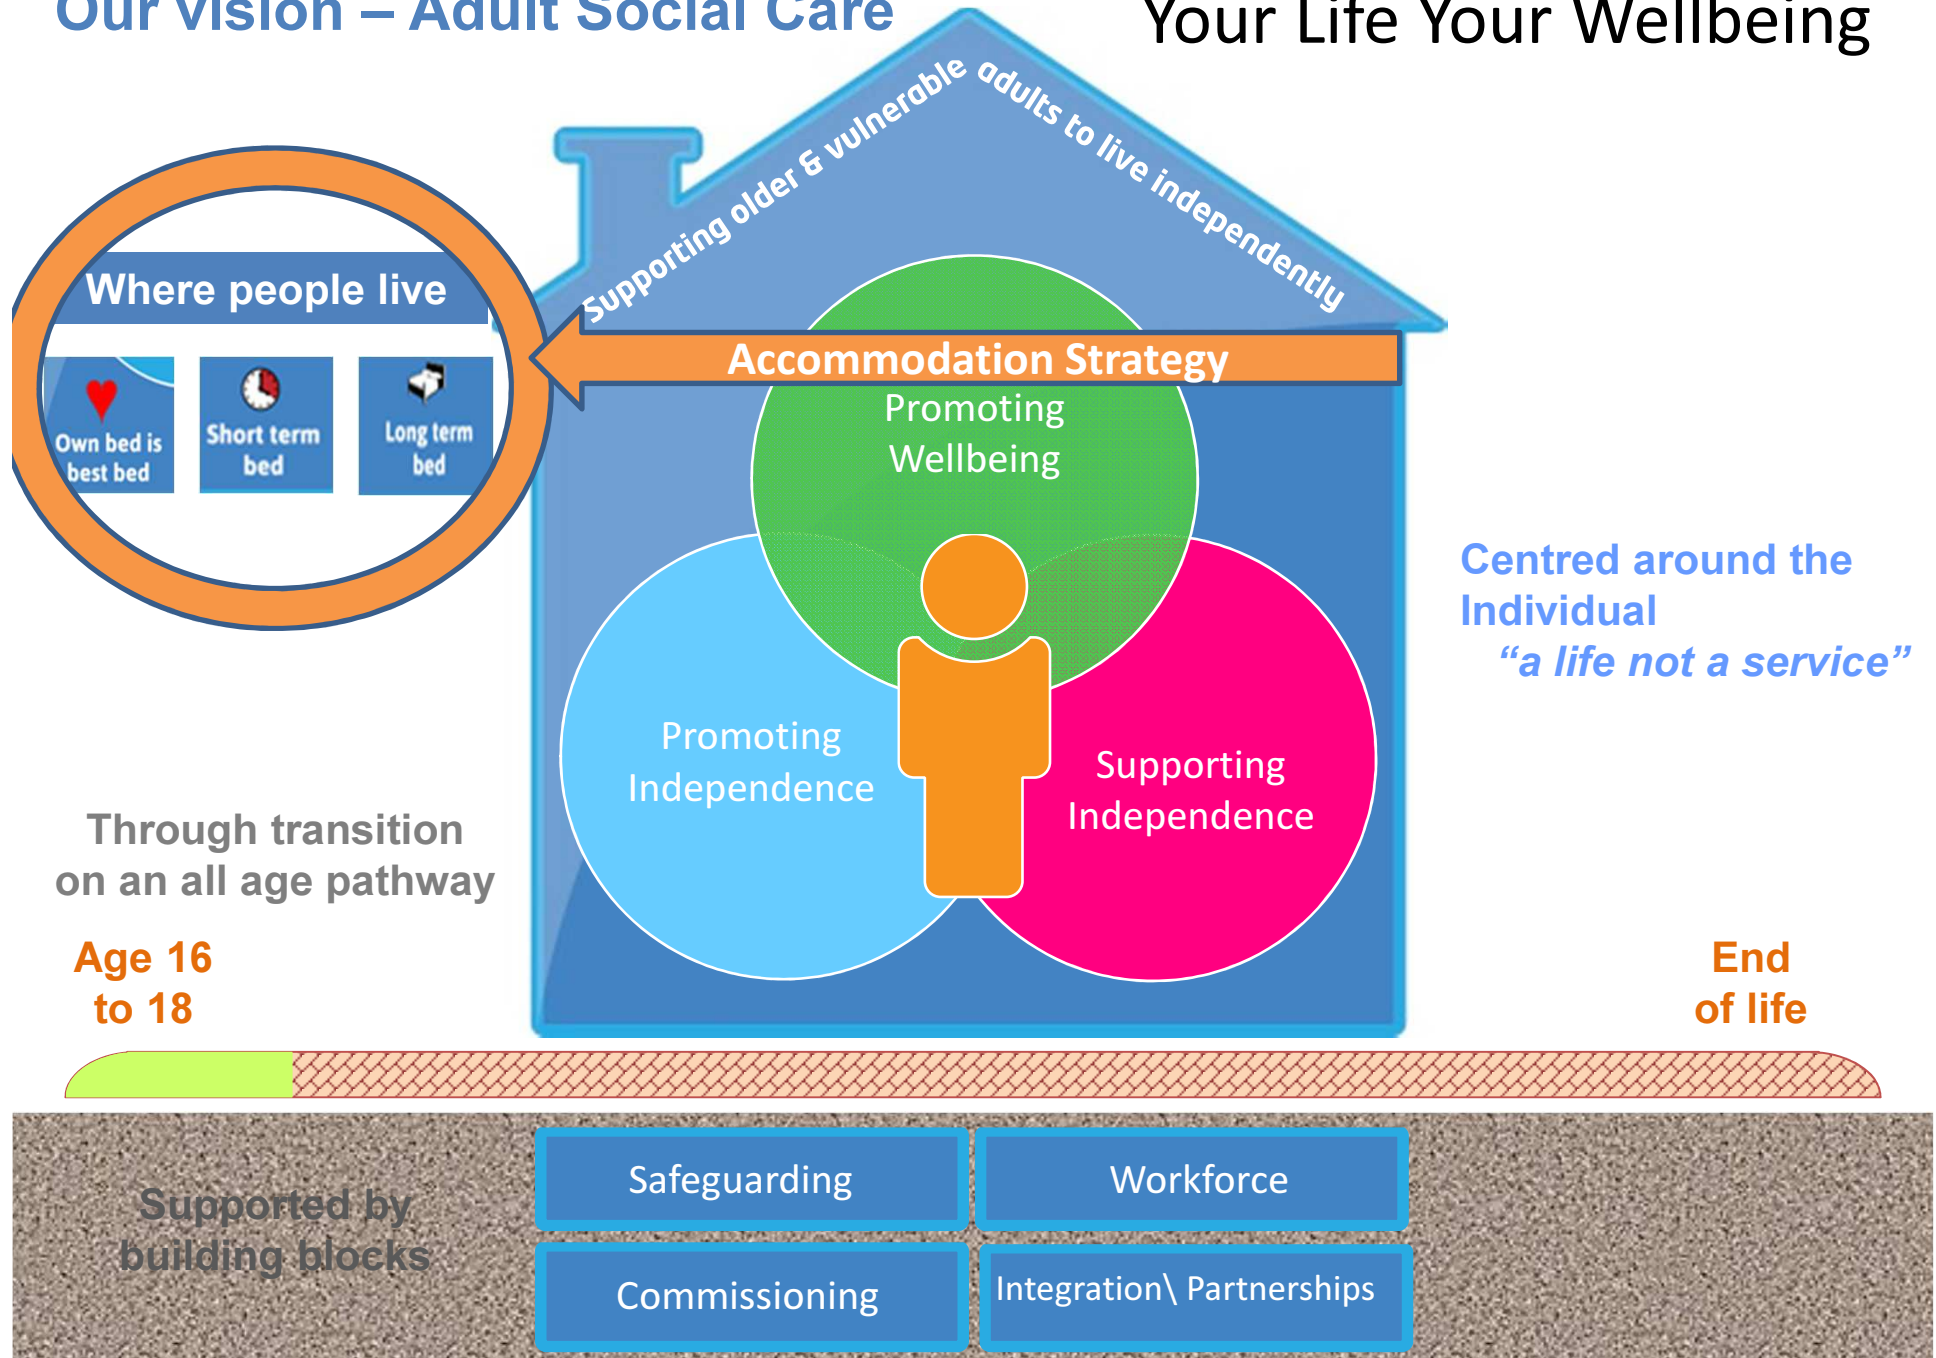 Our vision – Adult Social Care
Your Life Your Wellbeing
Supporting older & vulnerable adults to live independently
Where people live
Own bed is
best bed
Short term
bed
Long term
bed
Accommodation Strategy
Promoting
Wellbeing
Promoting
Independence
Supporting
Independence
Centred around the
Individual
“a life not a service”
Through transition
on an all age pathway
Age 16
to 18
End
of life
Supported by
building blocks
Safeguarding
Workforce
Commissioning
Integration\ Partnerships